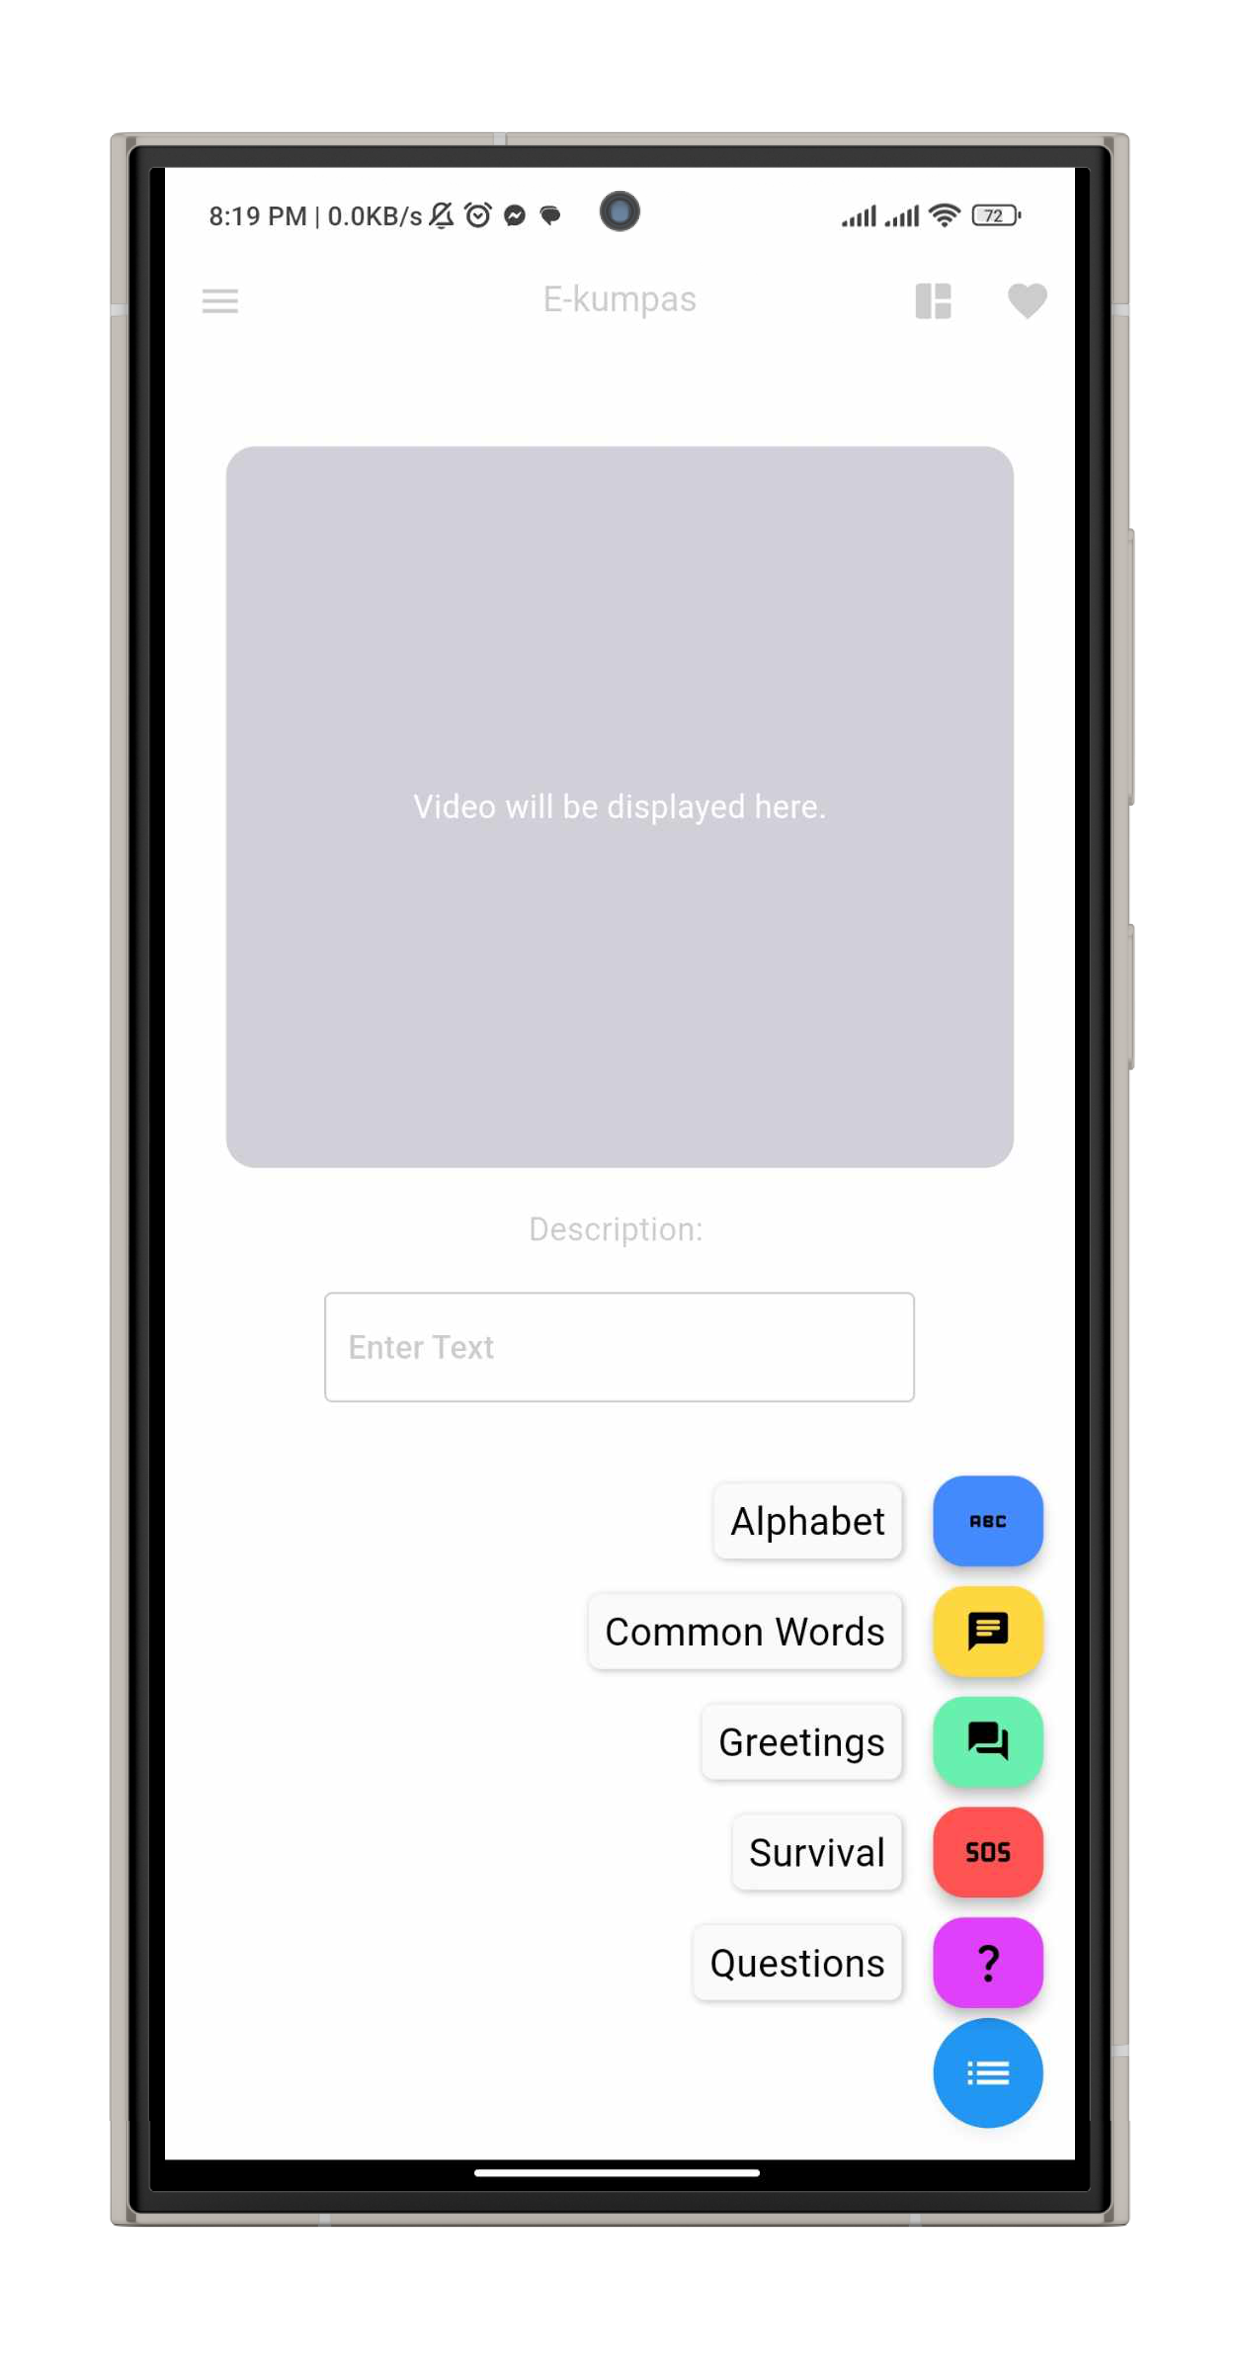 8:19 PM | 0.0KB/s 72
E-kumpas
Video will be displayed here.
Description:
Enter Text
Alphabet ABC
Common Words
Greetings
Survival SOS
Questions ?